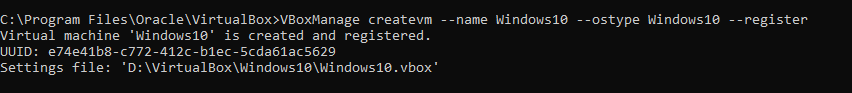 C:\Program Files\Oracle\VirtualBox>VBoxManage createvm --name Windows10 --ostype Windows10 --register
Virtual machine 'Windows10' is created and registered.
UUID: e74e41b8-c772-412c-b1ec-5cda61ac5629
Settings file: 'D:\VirtualBox\Windows10\Windows10.vbox'